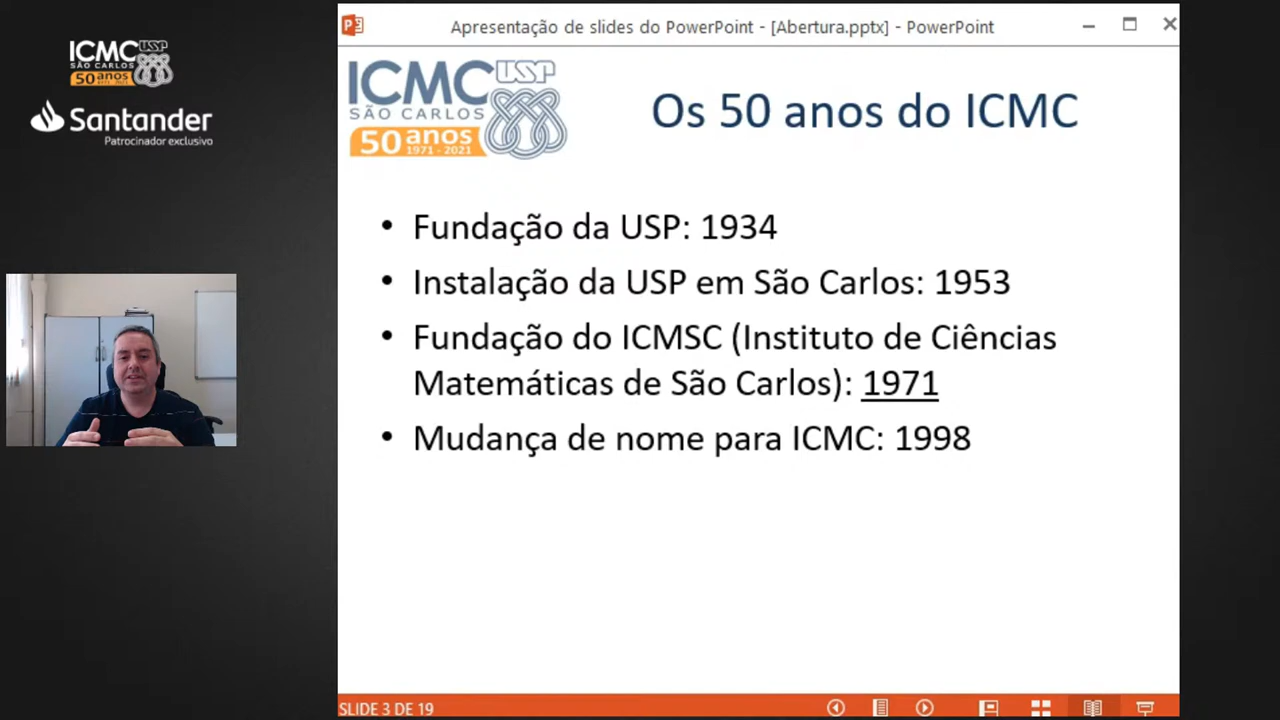 ICMC USP
SÃO CARLOS
50 anos
Santander
Patrocinador exclusivo
Apresentação de slides do PowerPoint - [Abertura.pptx] - PowerPoint
ICMC USP
SÃO CARLOS
50 anos
1971 - 2021
Os 50 anos do ICMC
• Fundação da USP: 1934
• Instalação da USP em São Carlos: 1953
• Fundação do ICMSC (Instituto de Ciências
Matemáticas de São Carlos): 1971
• Mudança de nome para ICMC: 1998
SLIDE 3 DE 19